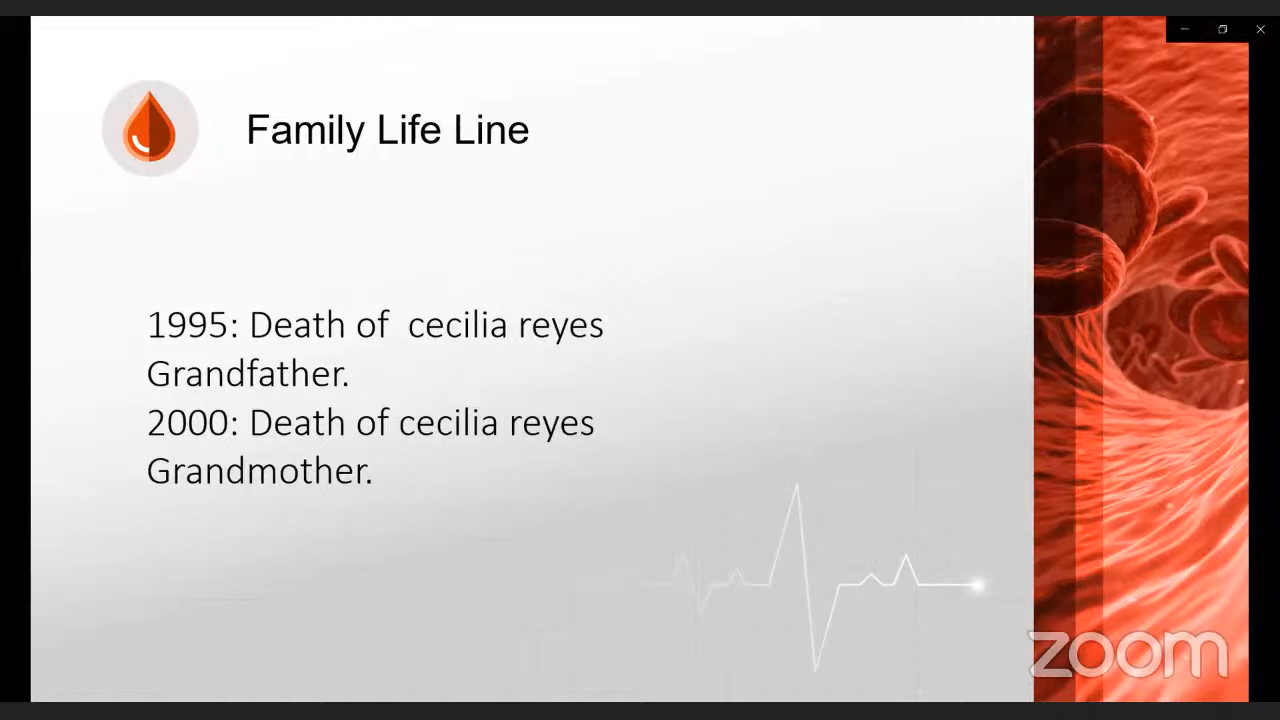 Family Life Line
1995: Death of  cecilia reyes
Grandfather.
2000: Death of cecilia reyes
Grandmother.
zoom